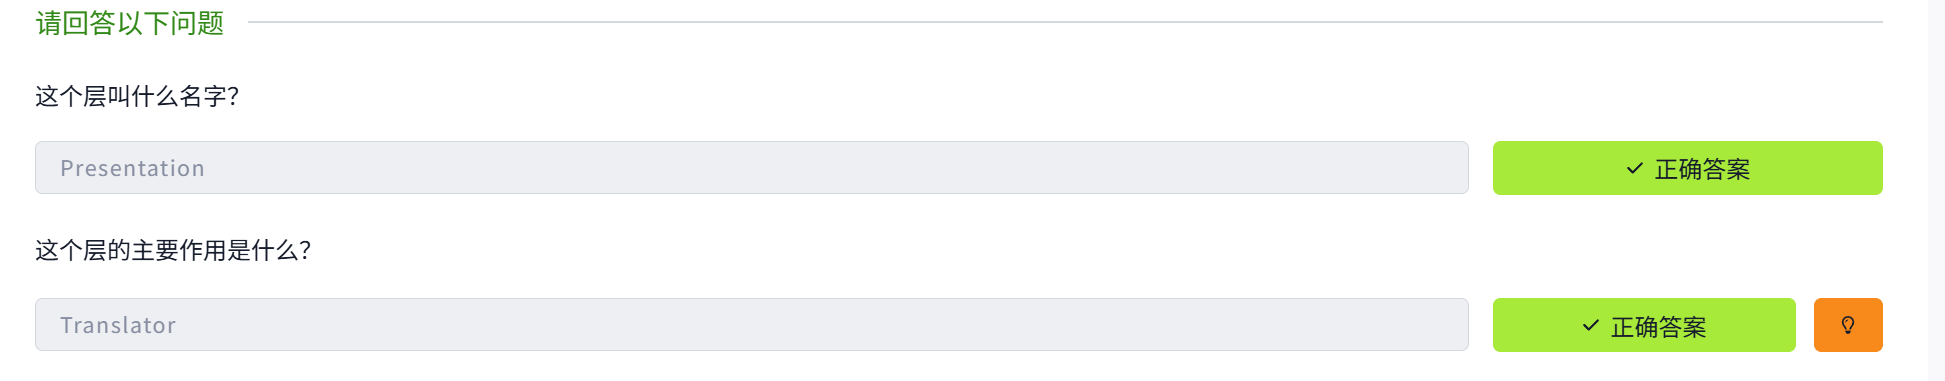 请回答以下问题
这个层叫什么名字？
Presentation
正确答案
这个层的主要作用是什么？
Translator
正确答案